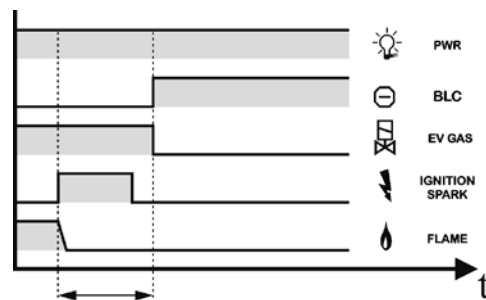 PWR
BLC
EV GAS
IGNITION
SPARK
FLAME
t